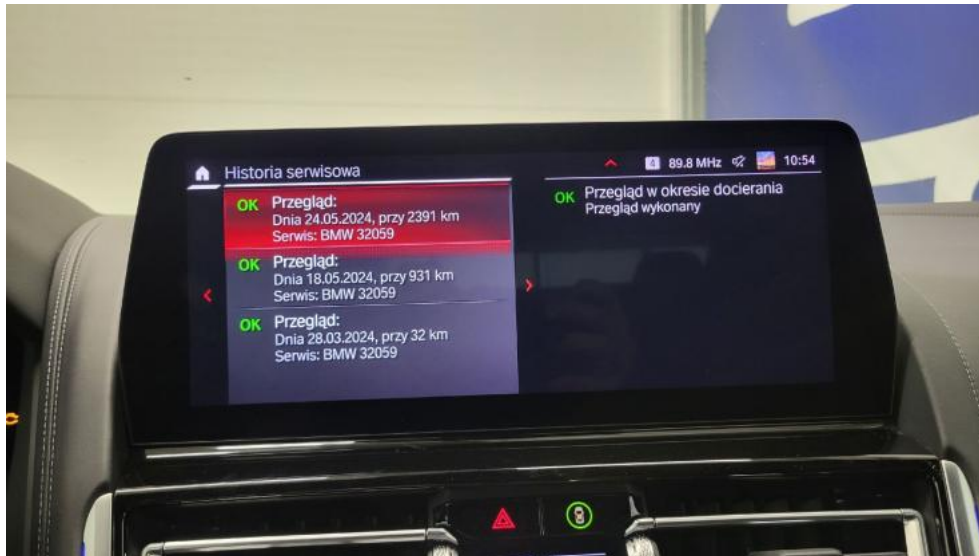 Historia serwisowa
4 89.8 MHz 10:54
OK Przegląd:
Dnia 24.05.2024, przy 2391 km
Serwis: BMW 32059
OK Przegląd:
Dnia 18.05.2024, przy 931 km
Serwis: BMW 32059
OK Przegląd:
Dnia 28.03.2024, przy 32 km
Serwis: BMW 32059
OK Przegląd w okresie docierania
Przegląd wykonany